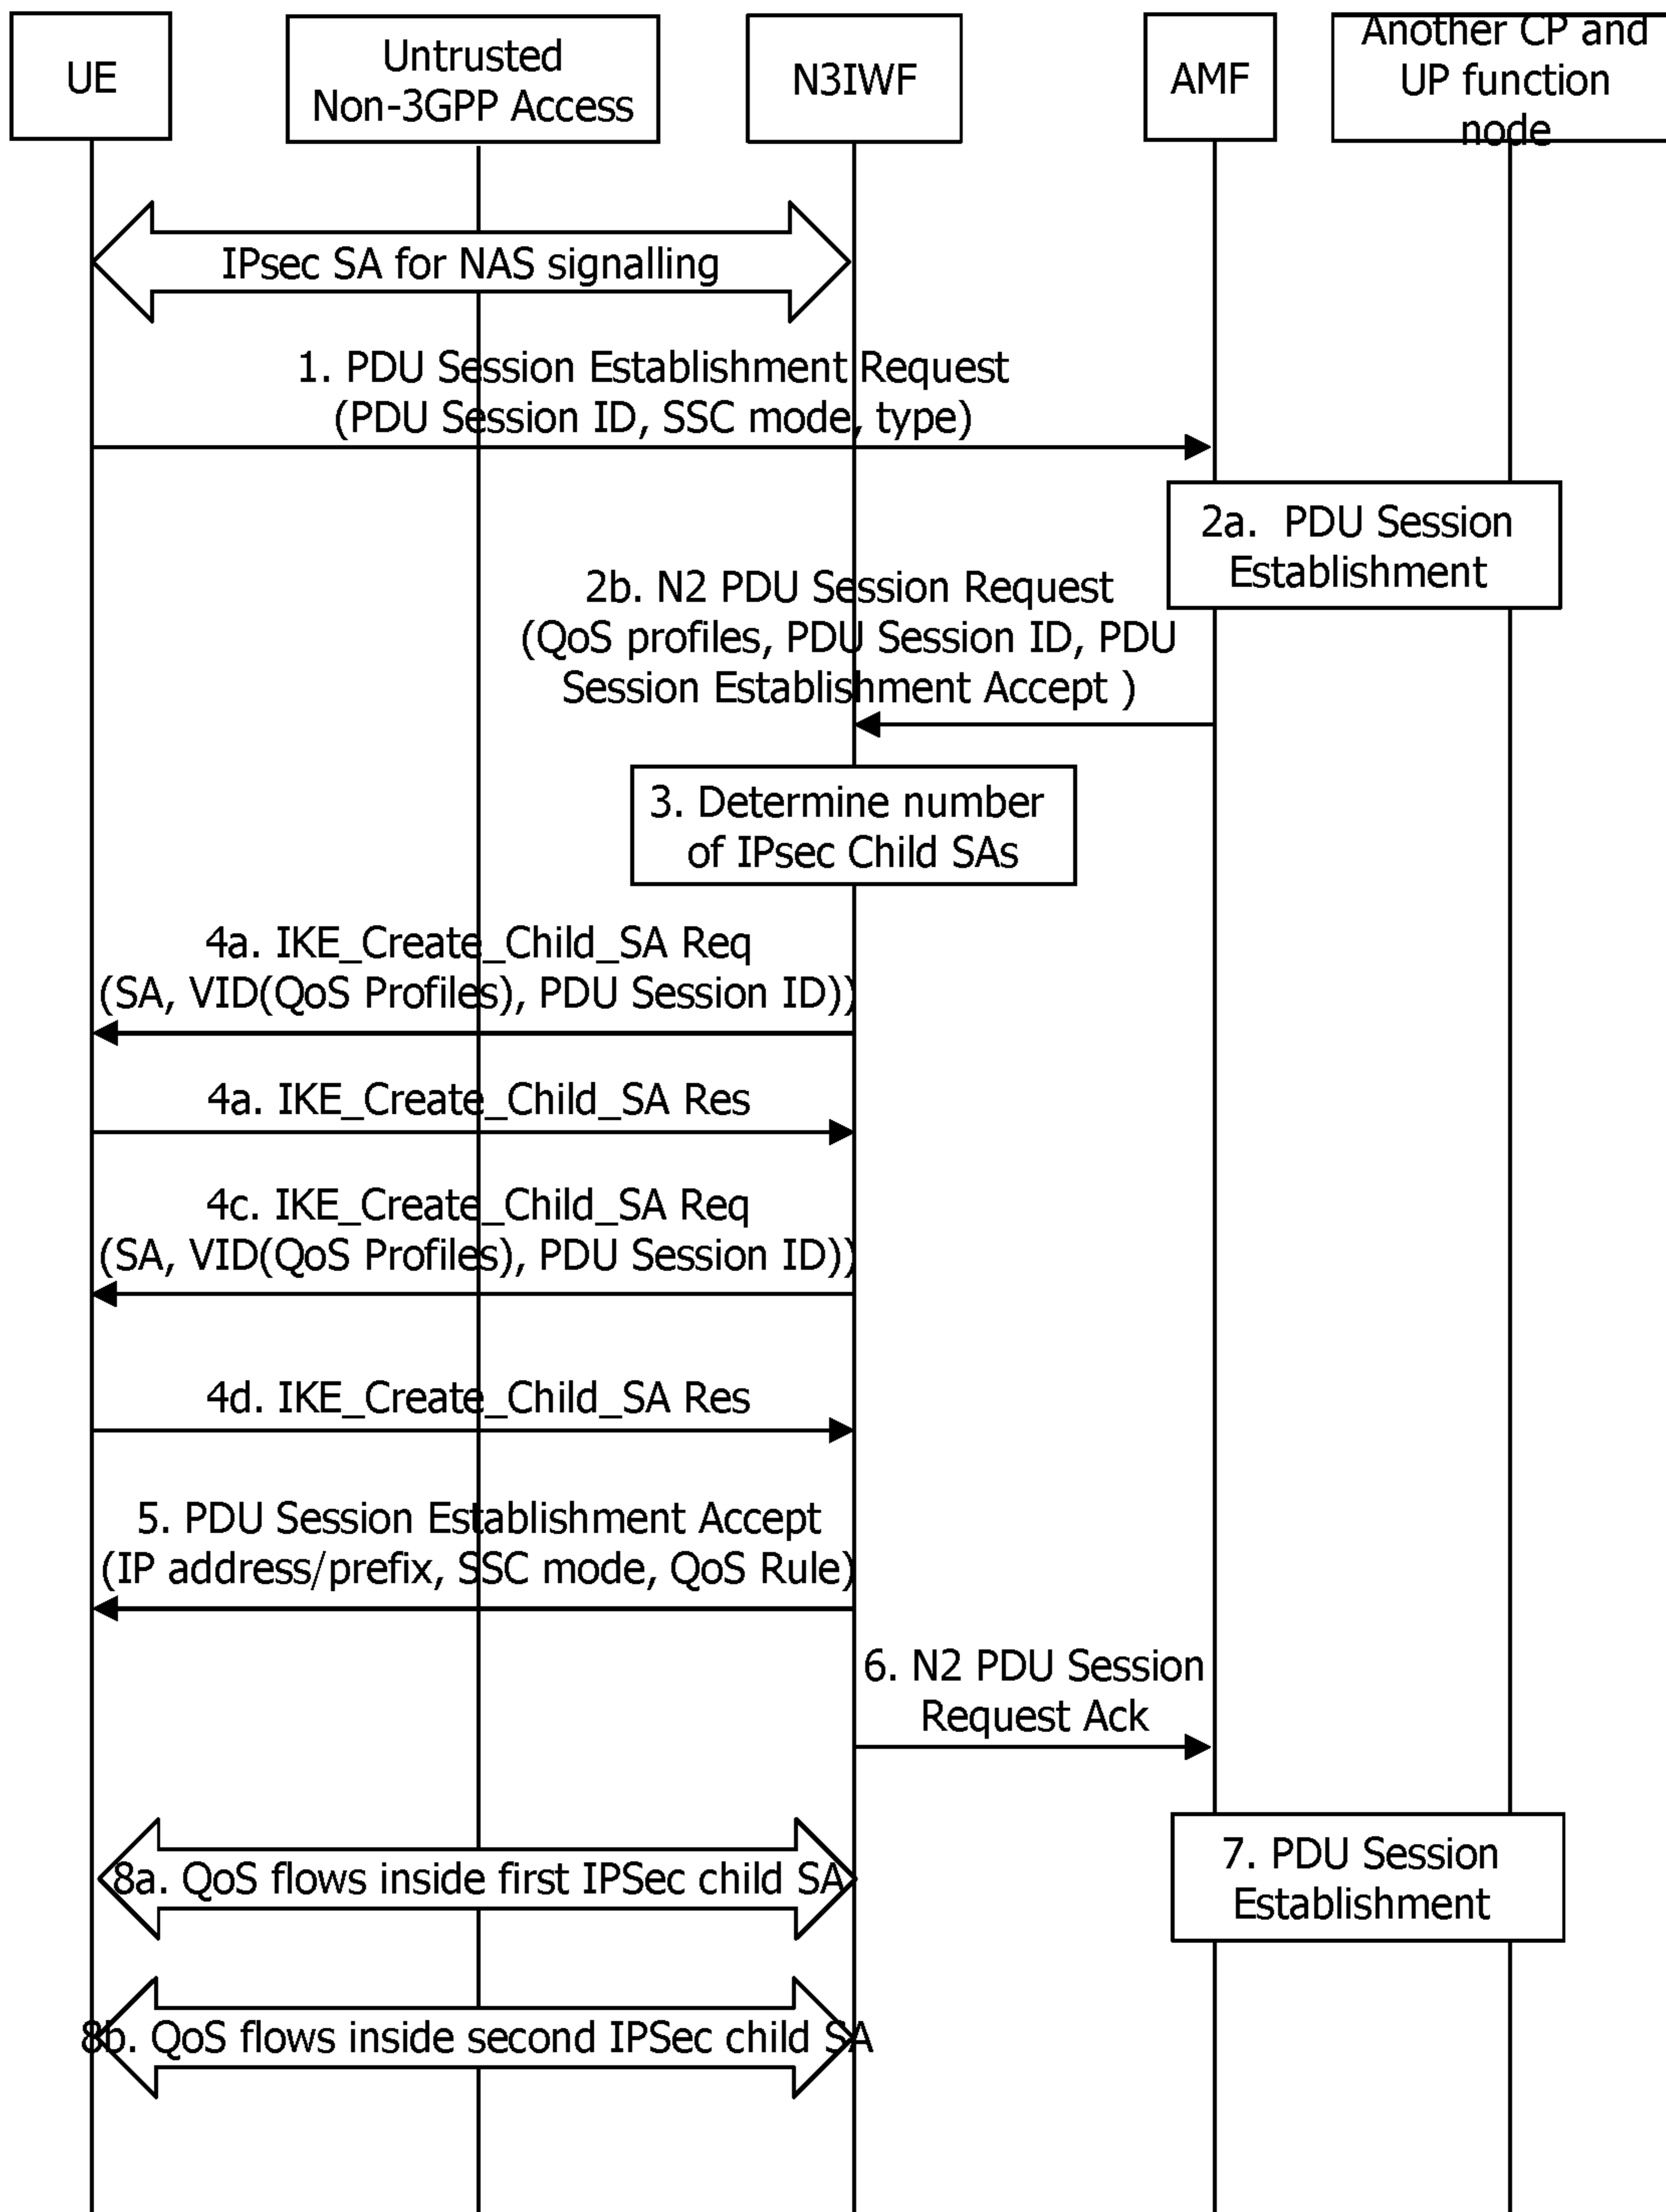 UE
Untrusted
Non-3GPP Access
N3IWF
AMF
Another CP and
UP function
node
IPsec SA for NAS signalling
1. PDU Session Establishment Request
(PDU Session ID, SSC mode, type)
2a. PDU Session
Establishment
2b. N2 PDU Session Request
(QoS profiles, PDU Session ID, PDU
Session Establishment Accept )
3. Determine number
of IPsec Child SAs
4a. IKE_Create_Child_SA Req
(SA, VID(QoS Profiles), PDU Session ID))
4a. IKE_Create_Child_SA Res
4c. IKE_Create_Child_SA Req
(SA, VID(QoS Profiles), PDU Session ID))
4d. IKE_Create_Child_SA Res
5. PDU Session Establishment Accept
(IP address/prefix, SSC mode, QoS Rule)
6. N2 PDU Session
Request Ack
7. PDU Session
Establishment
8a. QoS flows inside first IPSec child SA
8b. QoS flows inside second IPSec child SA